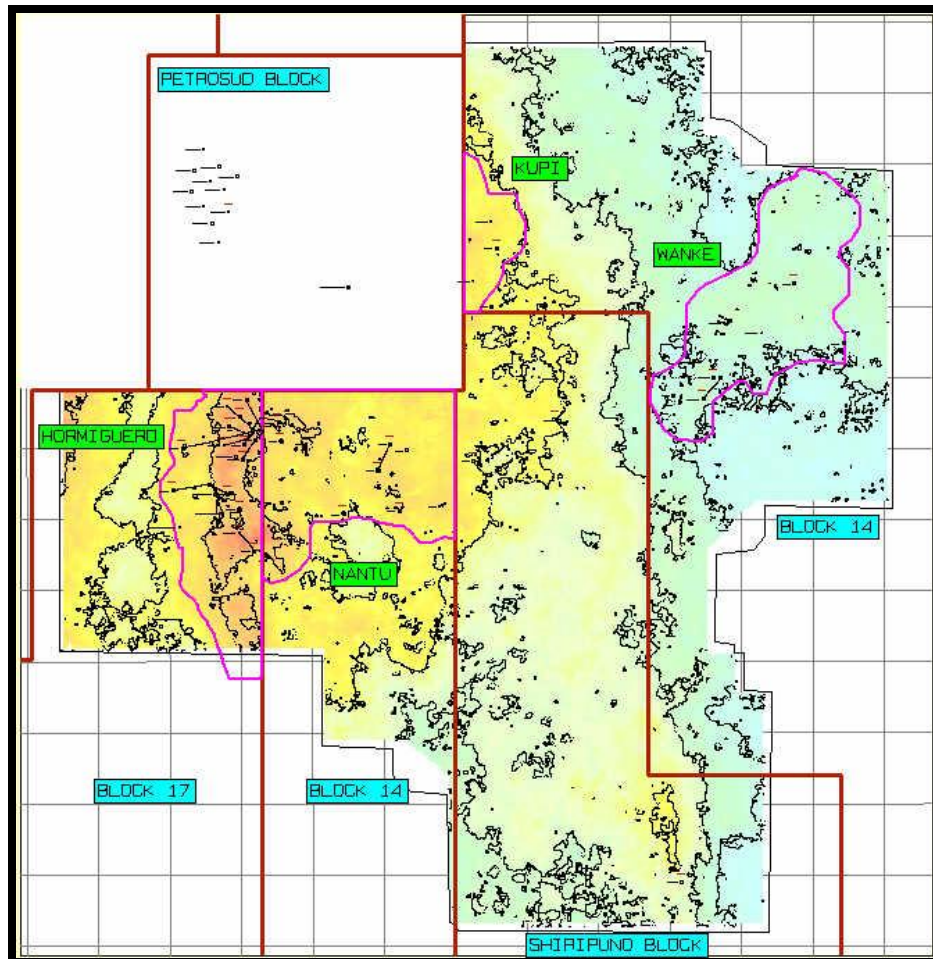 PETROSUD BLOCK
KUPI
WANKE
HORMIGUERO
BLOCK 14
NANTU
BLOCK 17
BLOCK 14
SHIRIPUNO BLOCK